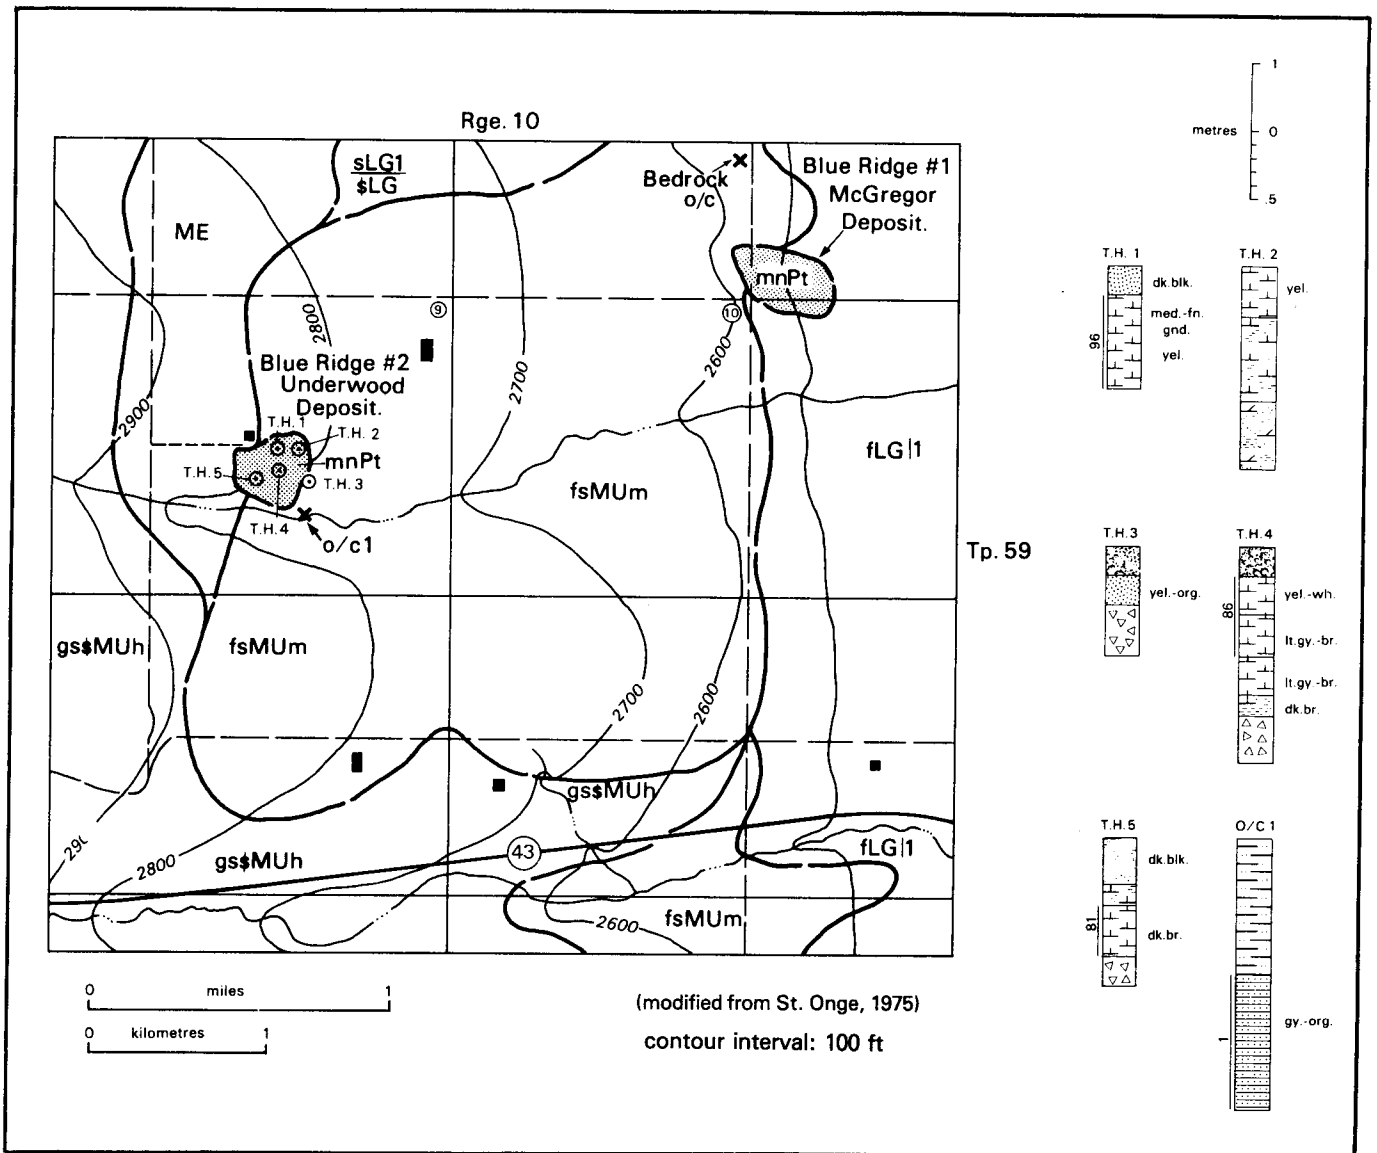 Rge. 10
sLG1
$LG
ME
Bedrock
o/c
Blue Ridge #1
McGregor
Deposit.
mnPt
9
10
2800
2600
2700
2900
Blue Ridge #2
Underwood
Deposit.
T.H. 1
T.H. 2
mnPt
T.H. 5
T.H. 3
T.H. 4
o/c1
fLG|1
fsMUm
Tp. 59
gs$MUh
fsMUm
2700
2600
gs$MUh
290
2800
gs$MUh
43
fLG|1
fsMUm
2600
0 miles 1
0 kilometres 1
(modified from St. Onge, 1975)
contour interval: 100 ft
metres
1
0
.5
T.H. 1
dk.blk.
med.-fn.
gnd.
yel.
96
T.H. 2
yel.
T.H.3
yel.-org.
T.H.4
86
yel.-wh.
lt.gy.-br.
lt.gy.-br.
dk.br.
T.H.5
dk.blk.
81
dk.br.
O/C 1
gy.-org.
1